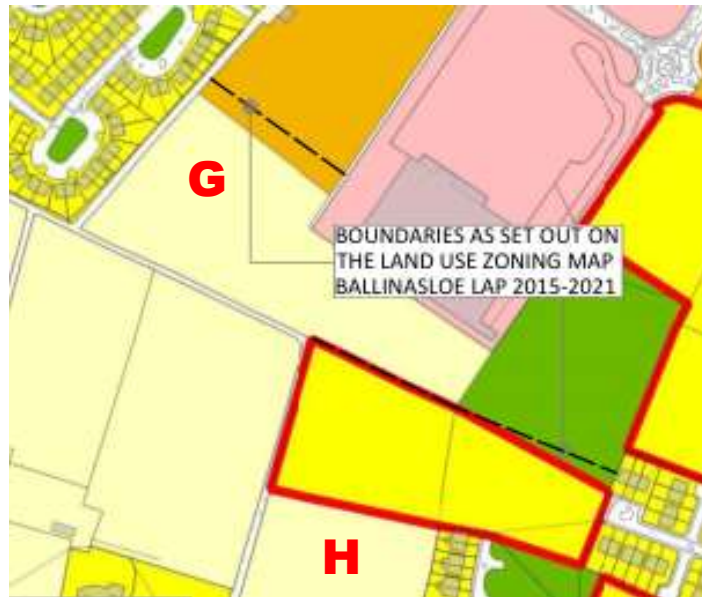 G
BOUNDARIES AS SET OUT ON
THE LAND USE ZONING MAP
BALLINASLOE LAP 2015-2021
H